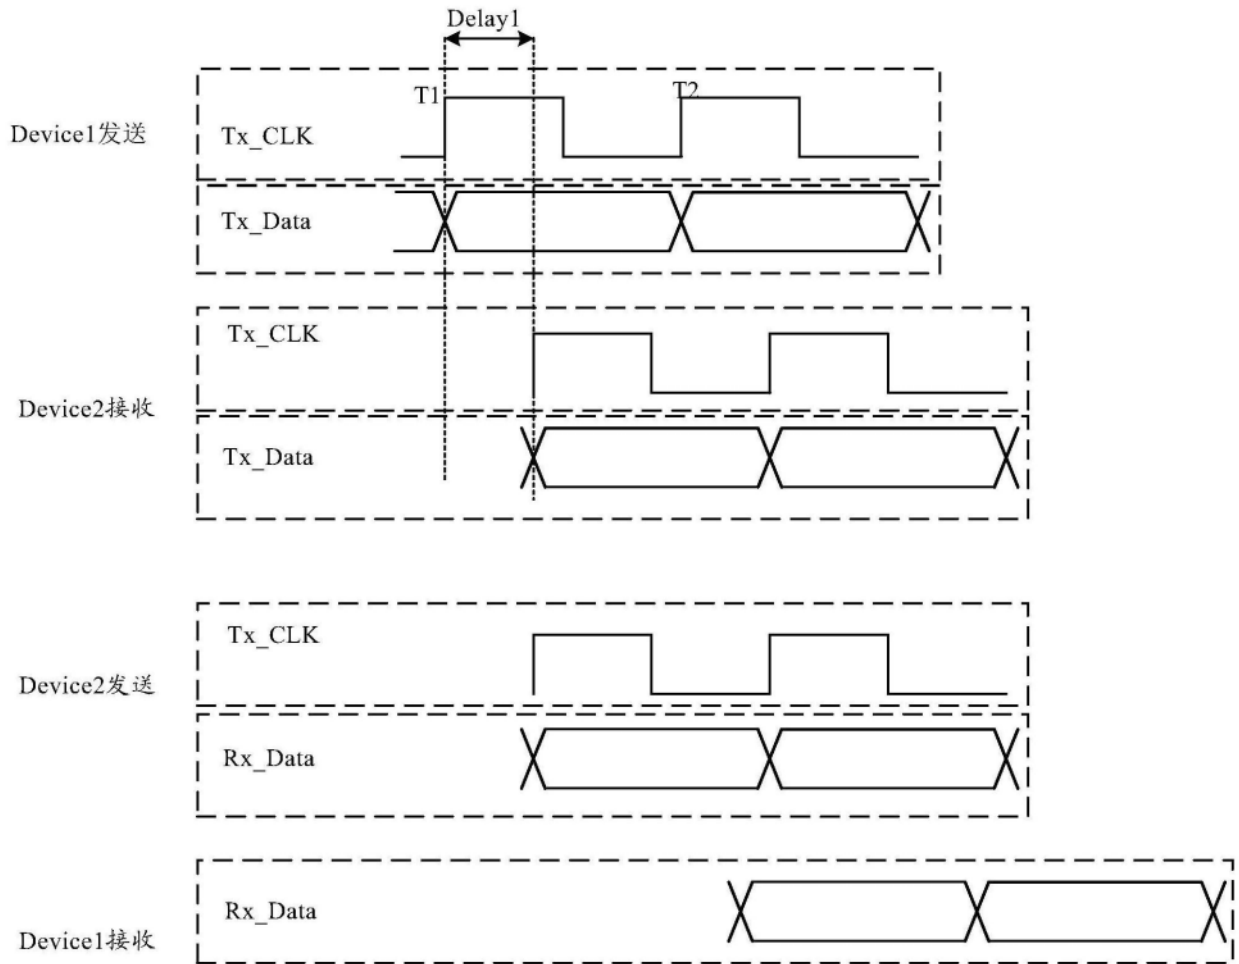 Delay1
T1
T2
Device1发送
Tx_CLK
Tx_Data
Tx_CLK
Device2接收
Tx_Data
Tx_CLK
Device2发送
Rx_Data
Rx_Data
Device1接收